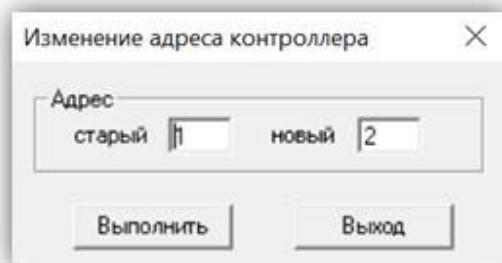 Изменение адреса контроллера
Адрес
старый 1 новый 2
Выполнить Выход